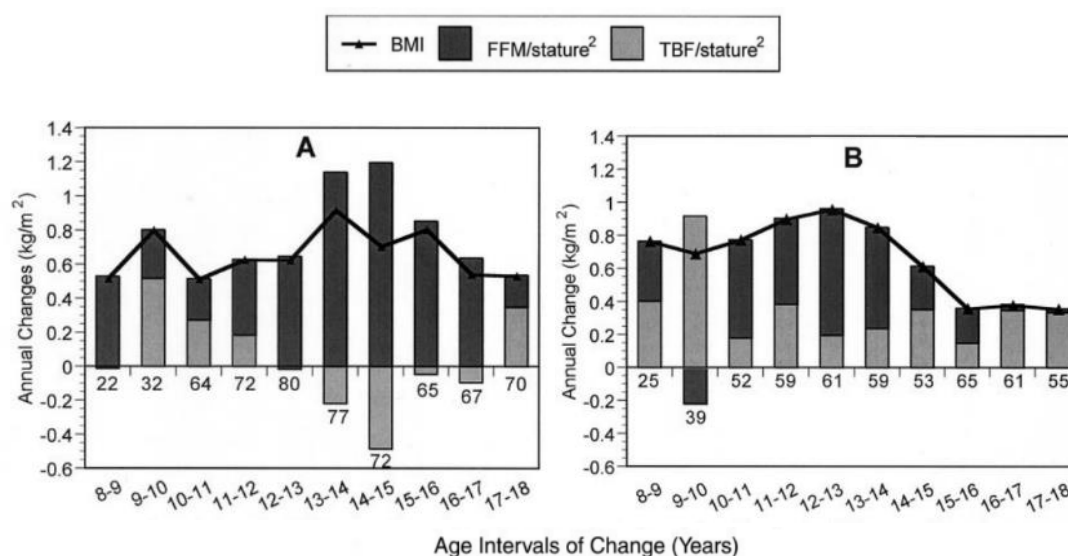 BMI FFM/stature² TBF/stature²
A
Annual Changes (kg/m²)
1.4
1.2
1
0.8
0.6
0.4
0.2
0
-0.2
-0.4
-0.6
22 32 64 72 80 77 72 65 67 70
8-9 9-10 10-11 11-12 12-13 13-14 14-15 15-16 16-17 17-18
B
Annual Change (kg/m²)
1.4
1.2
1
0.8
0.6
0.4
0.2
0
-0.2
-0.4
-0.6
25 39 52 59 61 59 53 65 61 55
8-9 9-10 10-11 11-12 12-13 13-14 14-15 15-16 16-17 17-18
Age Intervals of Change (Years)